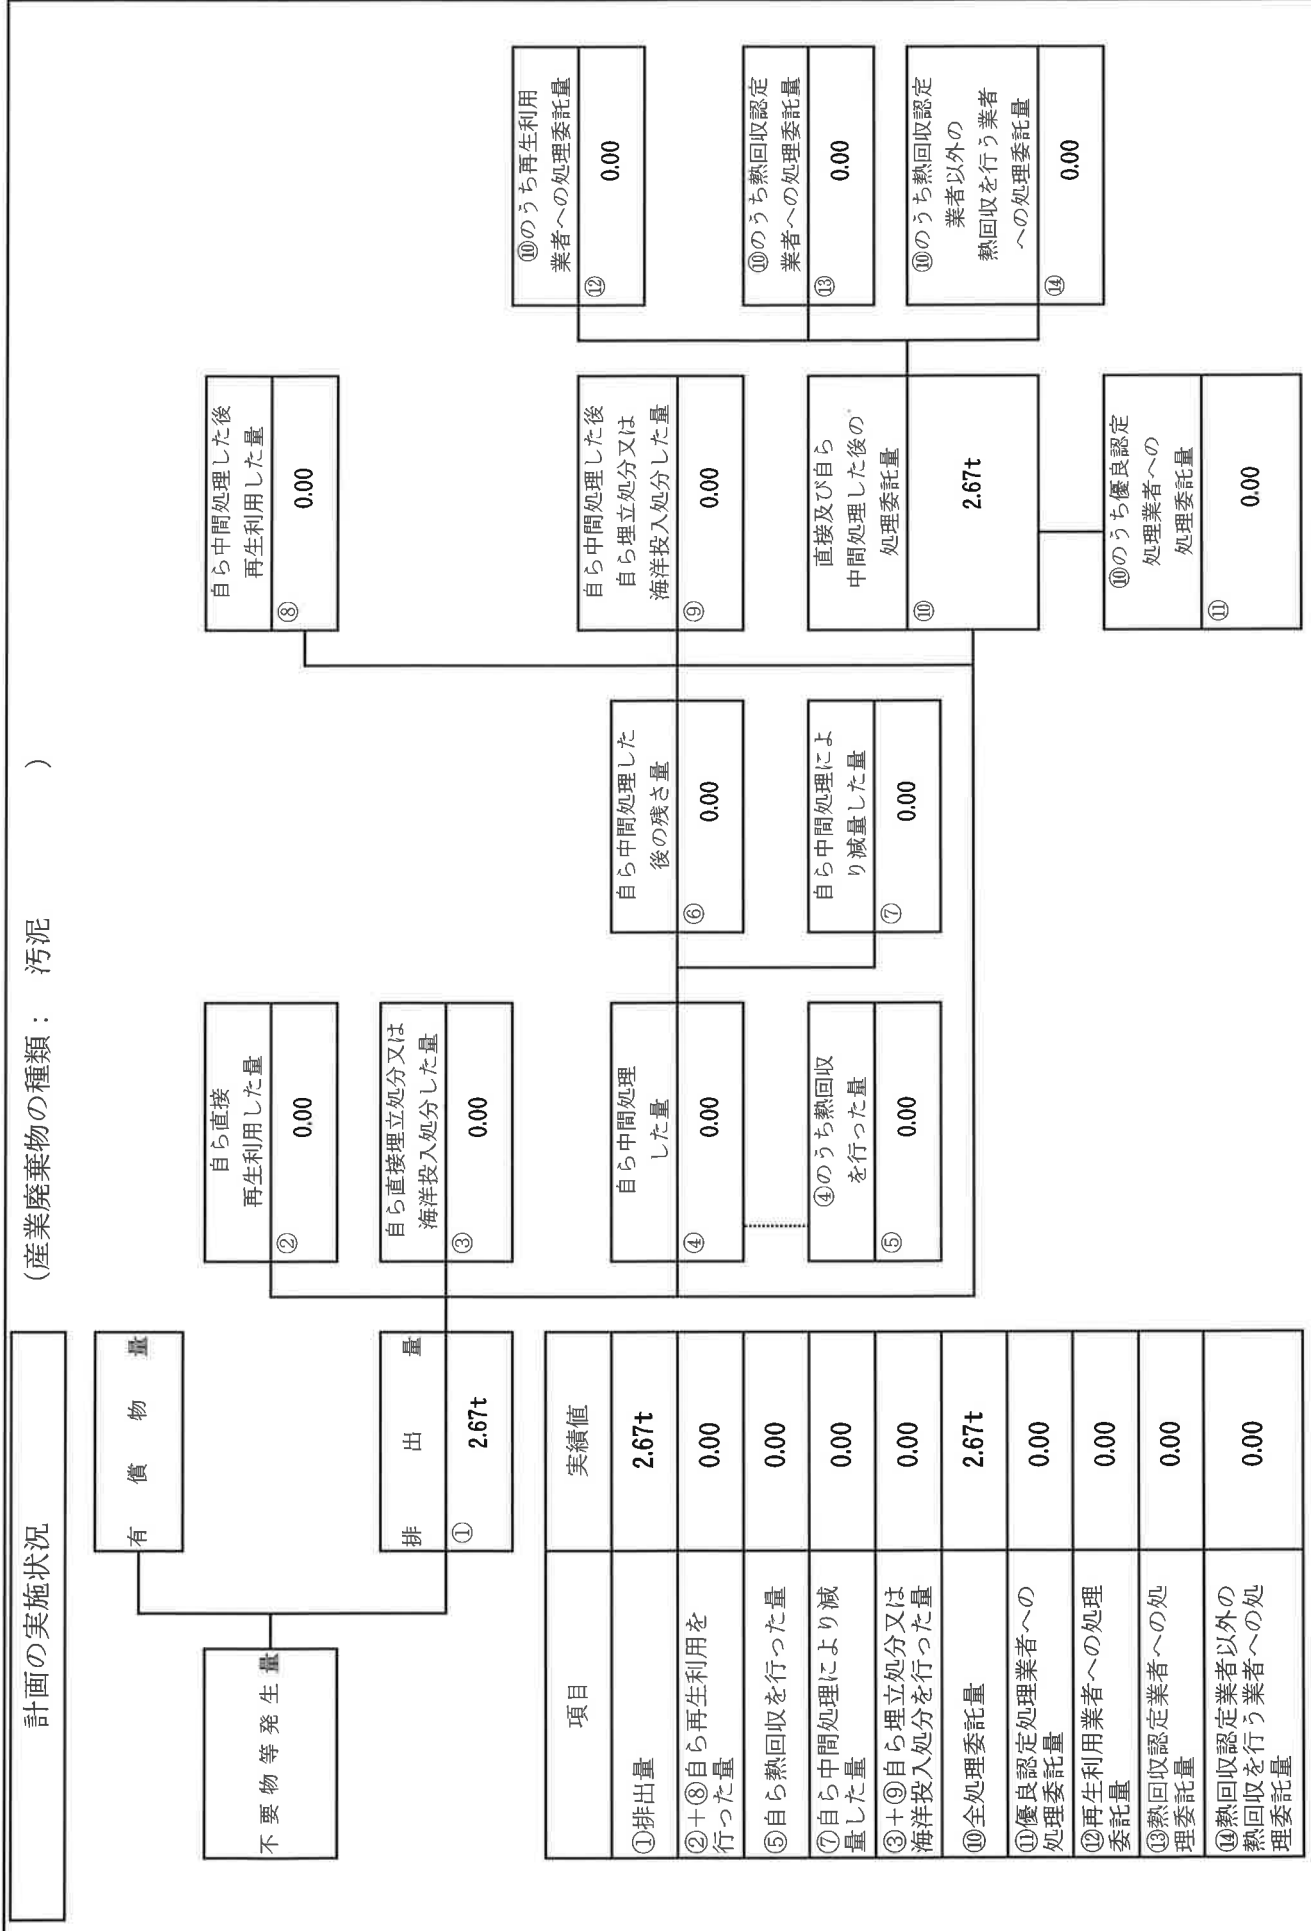 計画の実施状況
(産業廃棄物の種類： 汚泥 )
不要物等発生量
有償物量
排出量
①
2.67t
自ら直接
再生利用した量
②
0.00
自ら直接埋立処分又は
海洋投入処分した量
③
0.00
自ら中間処理
した量
④
0.00
④のうち熱回収
を行った量
⑤
0.00
自ら中間処理した
後の残さ量
⑥
0.00
自ら中間処理によ
り減量した量
⑦
0.00
自ら中間処理した後
再生利用した量
⑧
0.00
自ら中間処理した後
自ら埋立処分又は
海洋投入処分した量
⑨
0.00
直接及び自ら
中間処理した後の
処理委託量
⑩
2.67t
⑩のうち優良認定
処理業者への
処理委託量
⑪
0.00
⑩のうち再生利用
業者への処理委託量
⑫
0.00
⑩のうち熱回収認定
業者への処理委託量
⑬
0.00
⑩のうち熱回収認定
業者以外の
熱回収を行う業者
への処理委託量
⑭
0.00
項目 実績値
①排出量 2.67t
②＋⑧自ら再生利用を
行った量 0.00
⑤自ら熱回収を行った量 0.00
⑦自ら中間処理により減
量した量 0.00
③＋⑨自ら埋立処分又は
海洋投入処分を行った量 0.00
⑩全処理委託量 2.67t
⑪優良認定処理業者への
処理委託量 0.00
⑫再生利用業者への処理
委託量 0.00
⑬熱回収認定業者への処
理委託量 0.00
⑭熱回収認定業者以外の
熱回収を行う業者への処
理委託量 0.00